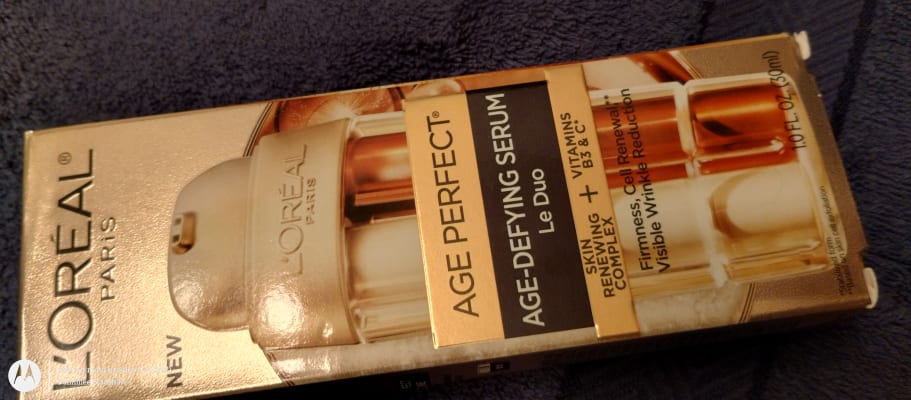 L'ORÉAL®
PARIS
NEW
L'ORÉAL
PARIS
AGE PERFECT®
AGE-DEFYING SERUM
Le Duo
SKIN
RENEWING
COMPLEX
+
VITAMINS
B3 & C*
Firmness, Cell Renewal**
Visible Wrinkle Reduction
1.0 FL. OZ. (30ml)